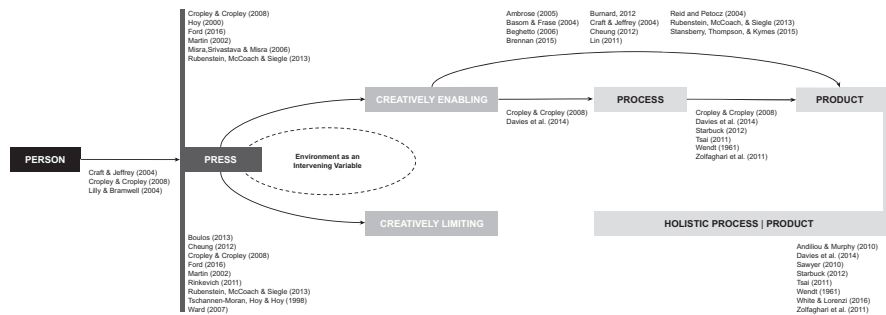 Cropley & Cropley (2008)
Hoy (2000)
Ford (2016)
Martin (2002)
Misra,Srivastava & Misra (2006)
Rubenstein, McCoach & Siegle (2013)
Ambrose (2005)
Basom & Frase (2004)
Beghetto (2006)
Brennan (2015)
Burnard, 2012
Craft & Jeffrey (2004)
Cheung (2012)
Lin (2011)
Reid and Petocz (2004)
Rubenstein, McCoach, & Siegle (2013)
Stansberry, Thompson, & Kymes (2015)
CREATIVELY ENABLING
PROCESS
PRODUCT
Cropley & Cropley (2008)
Davies et al. (2014)
Cropley & Cropley (2008)
Davies et al. (2014)
Starbuck (2012)
Tsai (2011)
Wendt (1961)
Zolfaghari et al. (2011)
PERSON
PRESS
Environment as an
Intervening Variable
Craft & Jeffrey (2004)
Cropley & Cropley (2008)
Lilly & Bramwell (2004)
CREATIVELY LIMITING
HOLISTIC PROCESS | PRODUCT
Boulos (2013)
Cheung (2012)
Cropley & Cropley (2008)
Ford (2016)
Martin (2002)
Rinkevich (2011)
Rubenstein, McCoach & Siegle (2013)
Tschannen-Moran, Hoy & Hoy (1998)
Ward (2007)
Andiliou & Murphy (2010)
Davies et al. (2014)
Sawyer (2010)
Starbuck (2012)
Tsai (2011)
Wendt (1961)
White & Lorenzi (2016)
Zolfaghari et al. (2011)